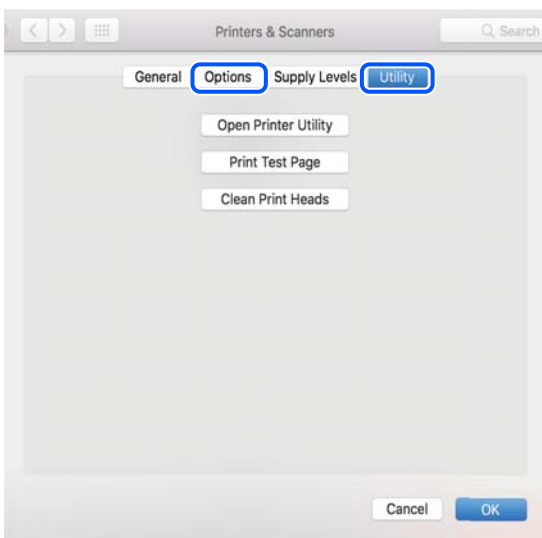 Printers & Scanners
Search
General Options Supply Levels Utility
Open Printer Utility
Print Test Page
Clean Print Heads
Cancel OK